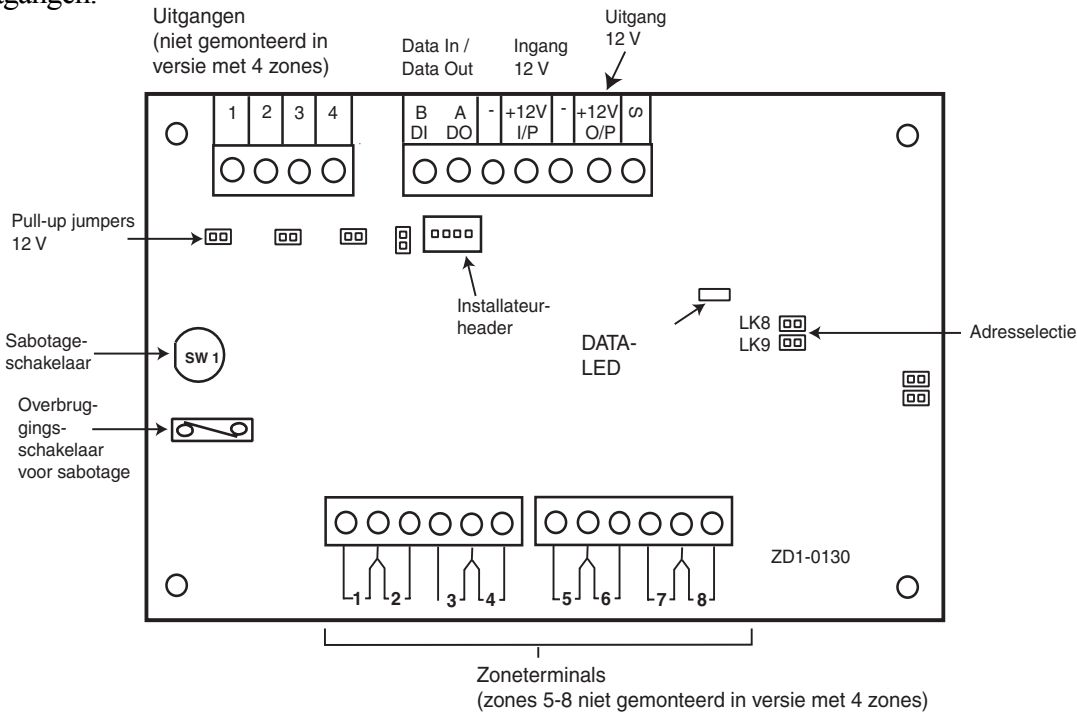 Uitgangen
(niet gemonteerd in
versie met 4 zones)
Data In /
Data Out
Ingang
12 V
Uitgang
12 V
1 2 3 4
B A - +12V - +12V S
DI DO I/P O/P
Pull-up jumpers
12 V
Installateur-
header
Sabotage-
schakelaar
SW 1
DATA-
LED
LK8
LK9
Adresselectie
Overbrug-
gings-
schakelaar
voor sabotage
ZD1-0130
1 2 3 4 5 6 7 8
Zoneterminals
(zones 5-8 niet gemonteerd in versie met 4 zones)